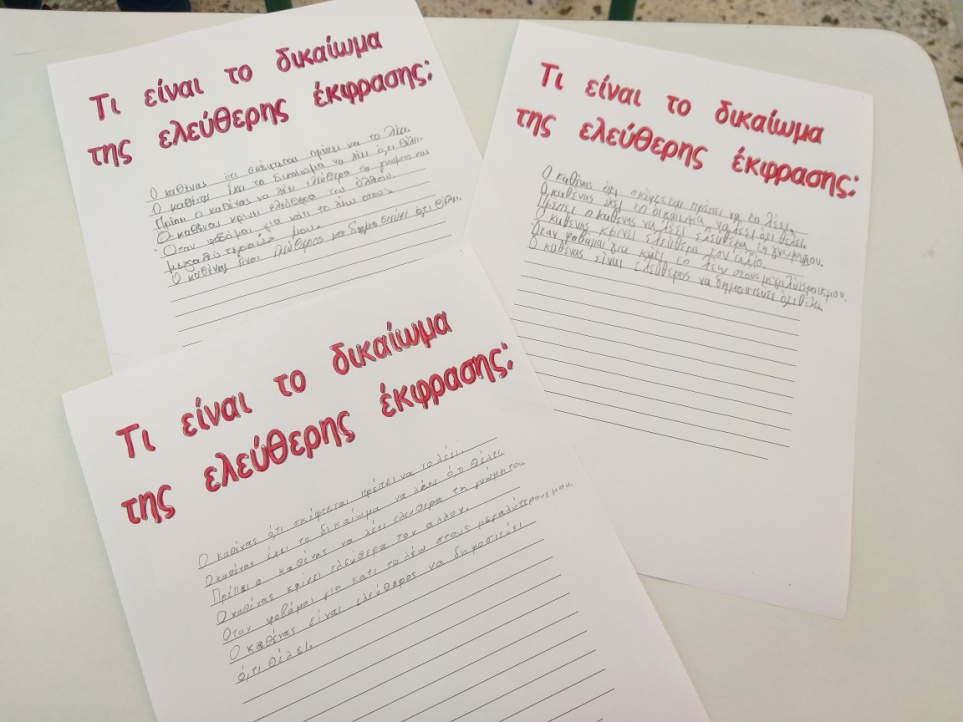 Τι είναι το δικαίωμα
της ελεύθερης έκφρασης;
Ο καθένας ότι σκέφτεται πρέπει να το λέει.
Ο καθένας έχει το δικαίωμα να λέει ό,τι θέλει.
Πρέπει ο καθένας να λέει ελεύθερα τη γνώμη του
Ο καθένας κρίνει ελεύθερα τον άλλον.
Όταν φοβάμαι για κάτι το λέω στους
μεγαλύτερούς μου.
Ο καθένας είναι ελεύθερος να δημοσιεύει ότι θέλει.
Τι είναι το δικαίωμα
της ελεύθερης έκφρασης;
Ο καθένας ότι σκέφτεται πρέπει να το λέει.
Ο καθένας έχει το δικαίωμα να λέει ότι θέλει.
Πρέπει ο καθένας να λέει ελεύθερα τη γνώμη του.
Ο καθένας κρίνει ελεύθερα τον άλλο.
Όταν φοβάμαι για κάτι το λέω στους μεγαλύτερους μου.
Ο καθένας είναι ελεύθερος να δημοσιεύει ότι θέλει.
Τι είναι το δικαίωμα
της ελεύθερης έκφρασης;
Ο καθένας ό,τι σκέφτεται πρέπει να το λέει.
Ο καθένας έχει το δικαίωμα να λέει ό,τι θέλει
Πρέπει ο καθένας να λέει ελεύθερα τη γνώμη του
Ο καθένας κρίνει ελεύθερα τον άλλον.
Όταν φοβάμαι για κάτι το λέω στους μεγαλύτερους μου.
Ο καθένας είναι ελεύθερος να δημοσιεύει
ό,τι θέλει.